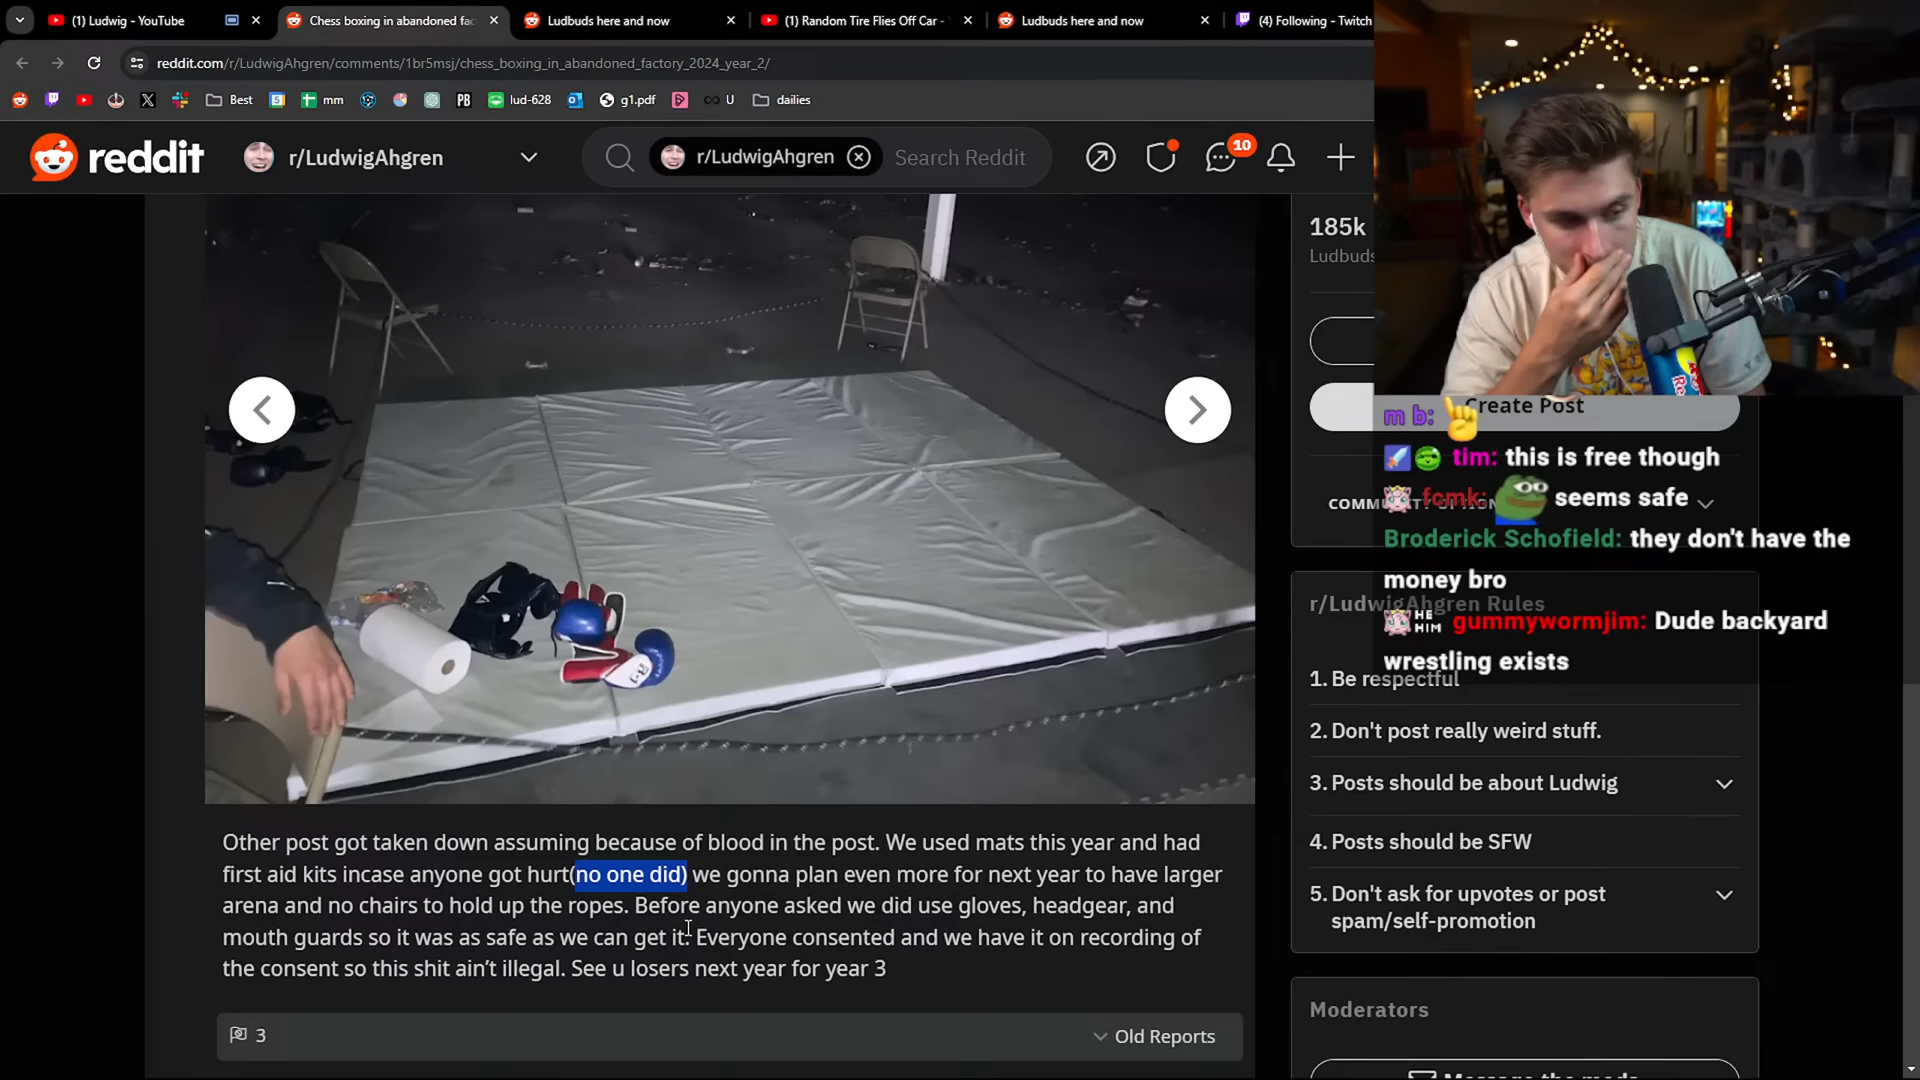 (1) Ludwig - YouTube
Chess boxing in abandoned fac
Ludbuds here and now
(1) Random Tire Flies Off Car -
Ludbuds here and now
(4) Following - Twitch
reddit.com/r/LudwigAhgren/comments/1br5msj/chess_boxing_in_abandoned_factory_2024_year_2/
Best
mm
PB
lud-628
g1.pdf
U
dailies
reddit
r/LudwigAhgren
r/LudwigAhgren
Search Reddit
10
185k
Ludbuds
Create Post
m b:
tim: this is free though
fcmk: seems safe
Broderick Schofield: they don't have the
money bro
r/LudwigAhgren Rules
HE
HIM
gummywormjim: Dude backyard
wrestling exists
1. Be respectful
2. Don't post really weird stuff.
3. Posts should be about Ludwig
4. Posts should be SFW
5. Don't ask for upvotes or post
spam/self-promotion
Moderators
Message the mods
Other post got taken down assuming because of blood in the post. We used mats this year and had
first aid kits incase anyone got hurt(no one did) we gonna plan even more for next year to have larger
arena and no chairs to hold up the ropes. Before anyone asked we did use gloves, headgear, and
mouth guards so it was as safe as we can get it. Everyone consented and we have it on recording of
the consent so this shit ain't illegal. See u losers next year for year 3
3
Old Reports